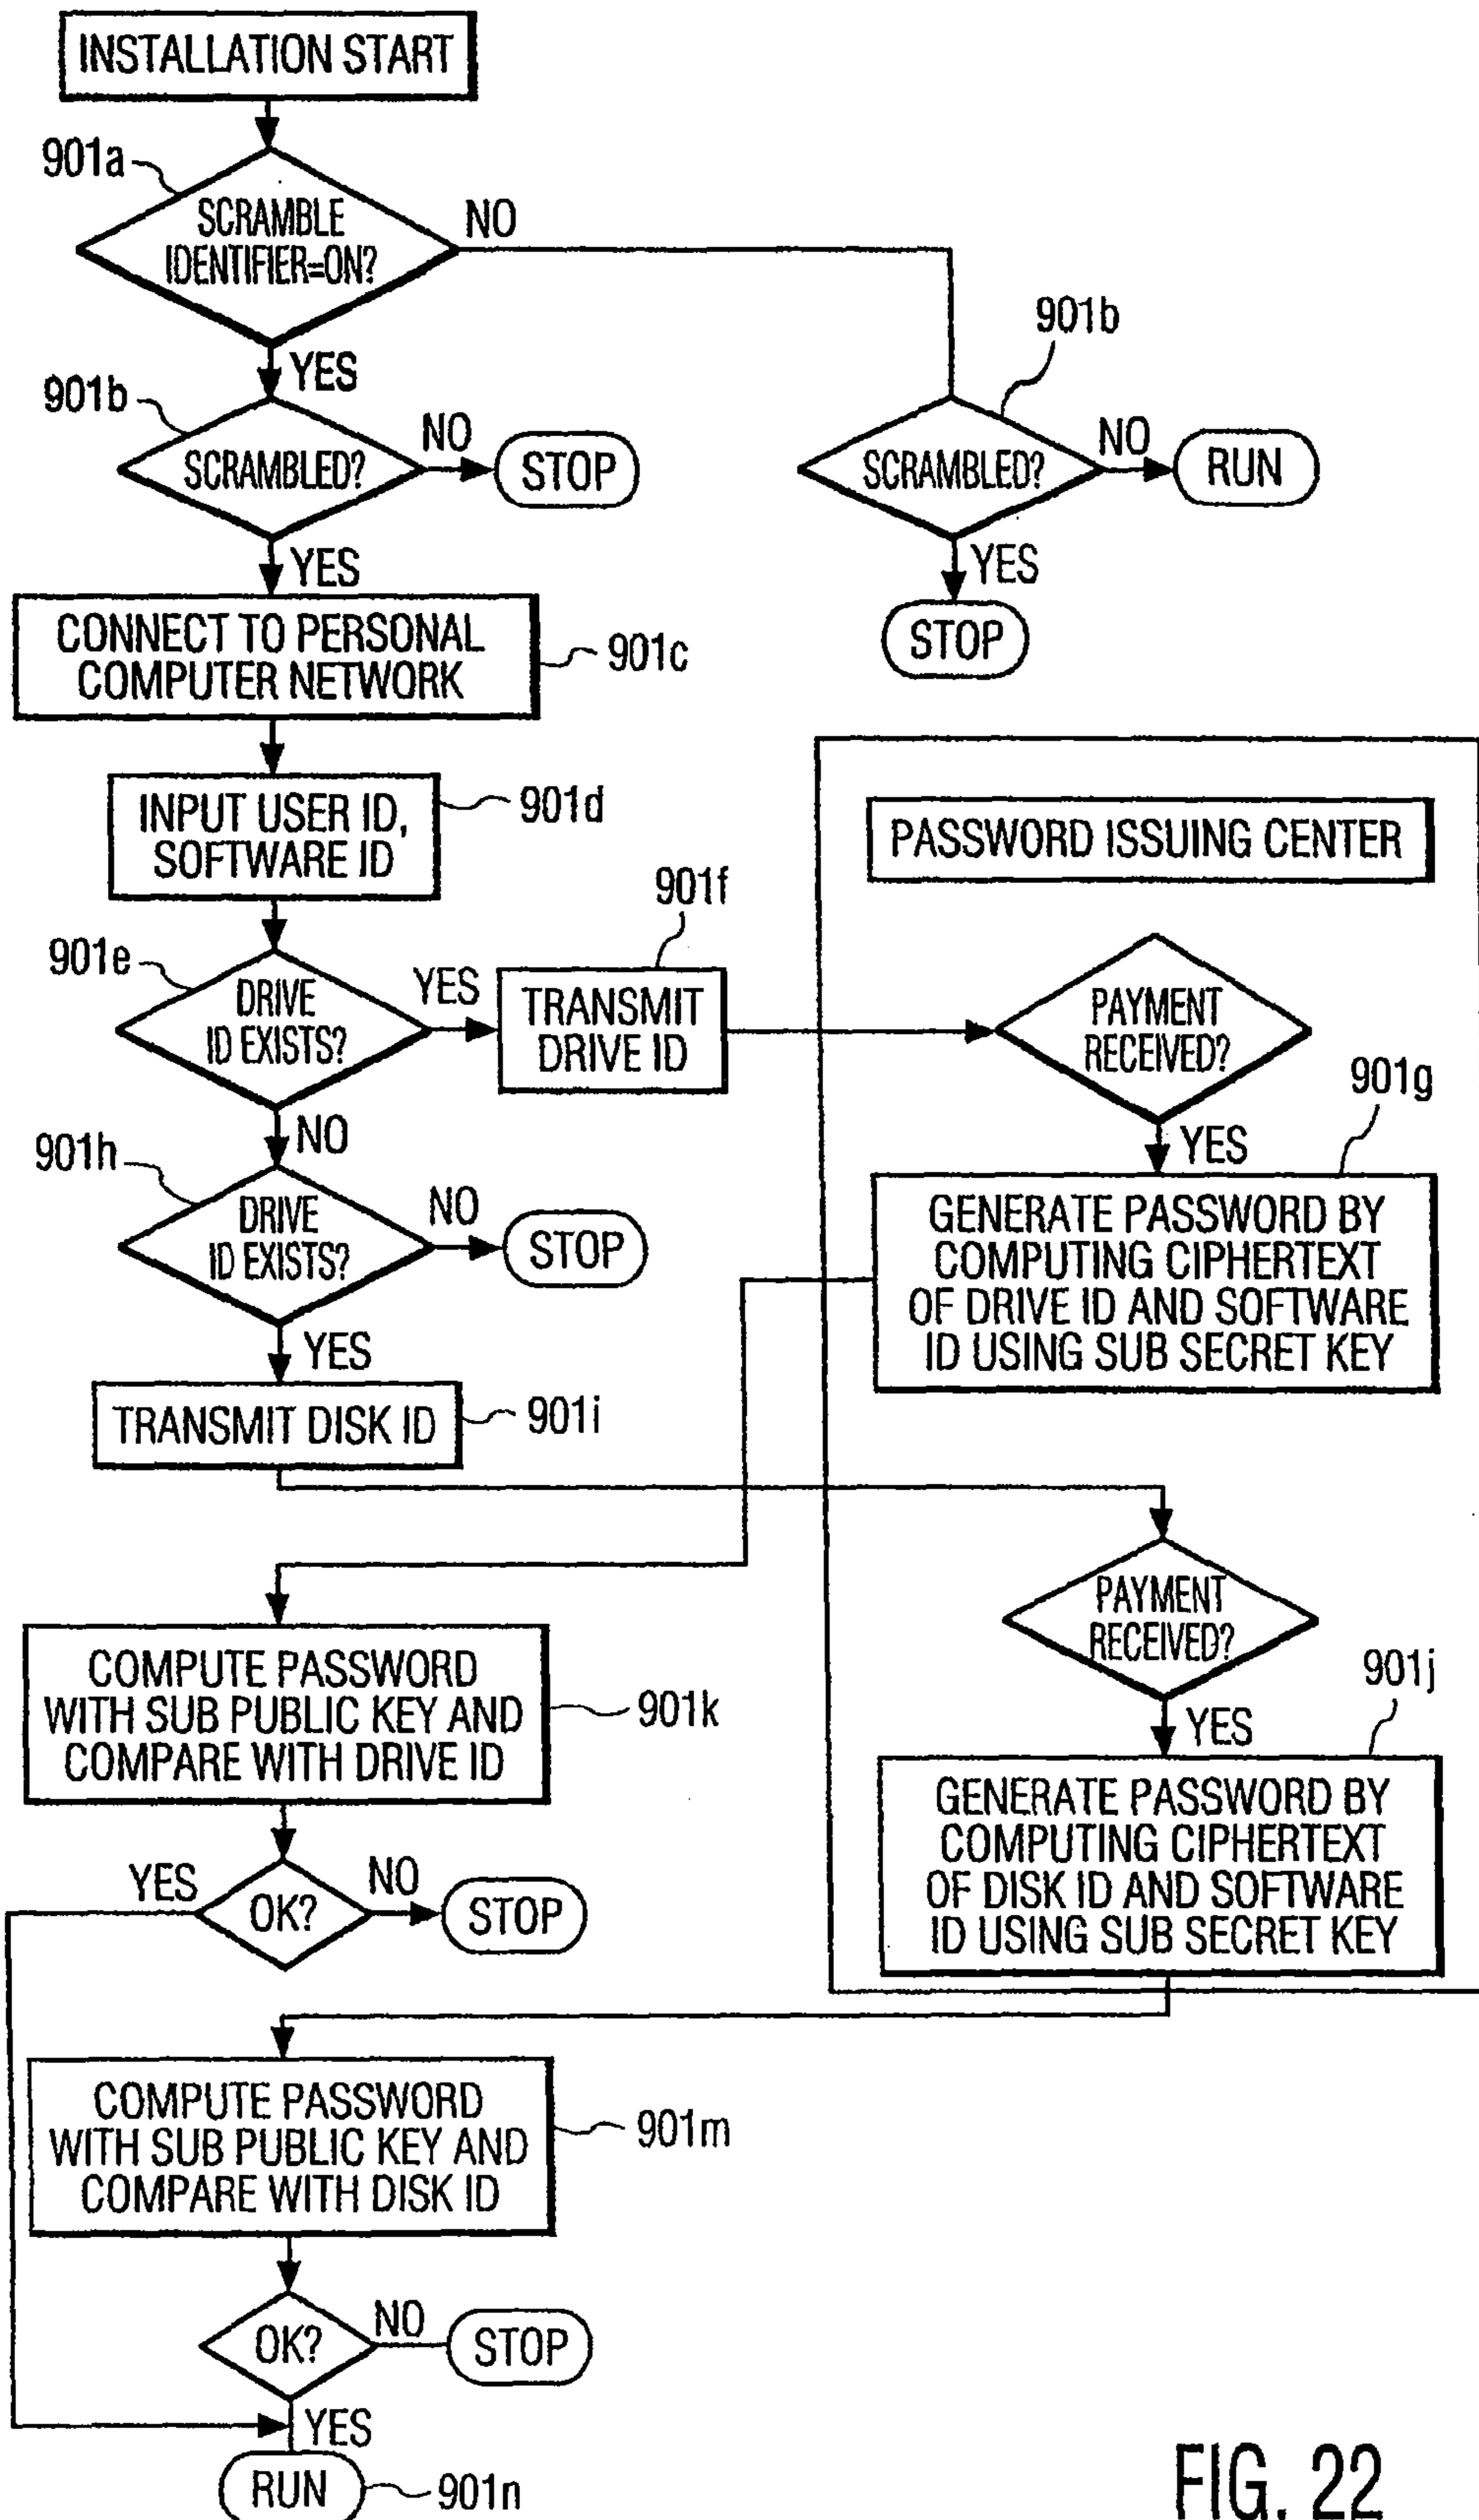 INSTALLATION START
901a
SCRAMBLE
IDENTIFIER=ON?
NO
YES
901b
SCRAMBLED?
NO
STOP
901b
SCRAMBLED?
NO
RUN
YES
STOP
YES
CONNECT TO PERSONAL
COMPUTER NETWORK
901c
INPUT USER ID,
SOFTWARE ID
901d
901e
DRIVE
ID EXISTS?
YES
901f
TRANSMIT
DRIVE ID
PASSWORD ISSUING CENTER
PAYMENT
RECEIVED?
YES
901g
GENERATE PASSWORD BY
COMPUTING CIPHERTEXT
OF DRIVE ID AND SOFTWARE
ID USING SUB SECRET KEY
NO
901h
DRIVE
ID EXISTS?
NO
STOP
YES
TRANSMIT DISK ID
901i
PAYMENT
RECEIVED?
YES
901j
GENERATE PASSWORD BY
COMPUTING CIPHERTEXT
OF DISK ID AND SOFTWARE
ID USING SUB SECRET KEY
COMPUTE PASSWORD
WITH SUB PUBLIC KEY AND
COMPARE WITH DRIVE ID
901k
YES
OK?
NO
STOP
COMPUTE PASSWORD
WITH SUB PUBLIC KEY AND
COMPARE WITH DISK ID
901m
OK?
NO
STOP
YES
RUN
901n
FIG. 22